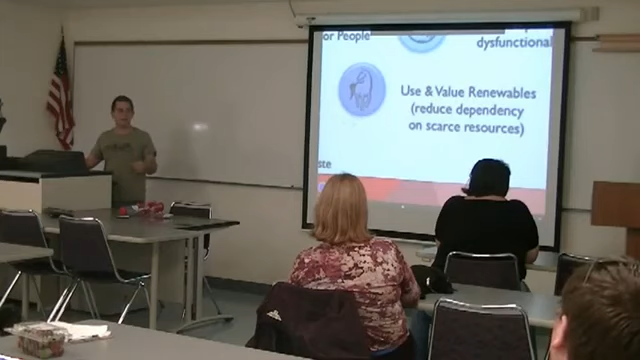 or People
dysfunctional
Use & Value Renewables
(reduce dependency
on scarce resources)
ste